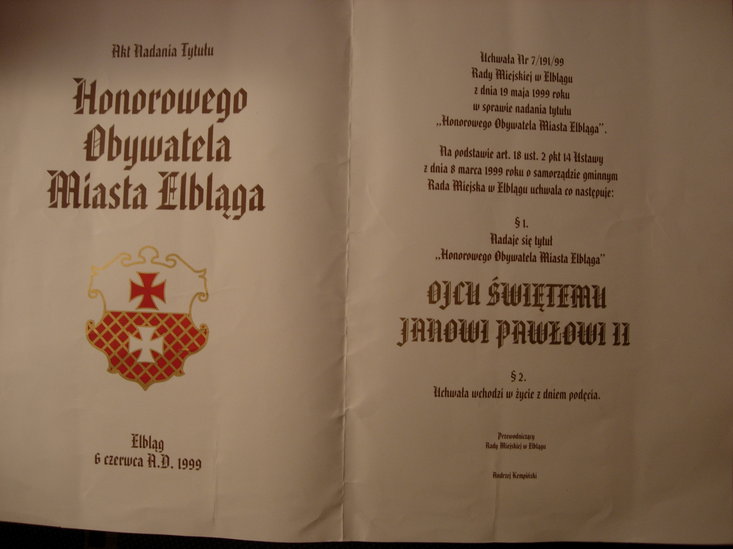 Akt Nadania Tytułu
Honorowego
Obywatela
Miasta Elbląga
Elbląg
6 czerwca A.D. 1999
Uchwała Nr 7/191/99
Rady Miejskiej w Elblągu
z dnia 19 maja 1999 roku
w sprawie nadania tytułu
„Honorowego Obywatela Miasta Elbląga”.
Na podstawie art. 18 ust. 2 pkt 14 Ustawy
z dnia 8 marca 1999 roku o samorządzie gminnym
Rada Miejska w Elblągu uchwala co następuje:
§ 1.
Nadaje się tytuł
„Honorowego Obywatela Miasta Elbląga”
OJCU ŚWIĘTEMU
JANOWI PAWŁOWI II
§ 2.
Uchwała wchodzi w życie z dniem podęcia.
Przewodniczący
Rady Miejskiej w Elblągu
Andrzej Kempiński